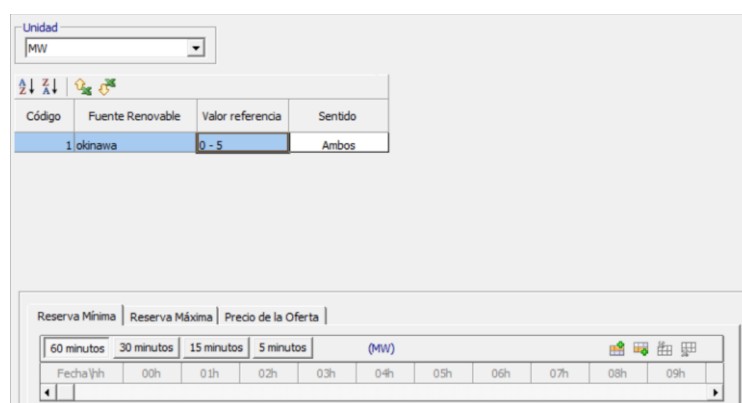 Unidad
MW
Código Fuente Renovable Valor referencia Sentido
1 okinawa 0 - 5 Ambos
Reserva Mínima Reserva Máxima Precio de la Oferta
60 minutos 30 minutos 15 minutos 5 minutos (MW)
Fecha\hh 00h 01h 02h 03h 04h 05h 06h 07h 08h 09h